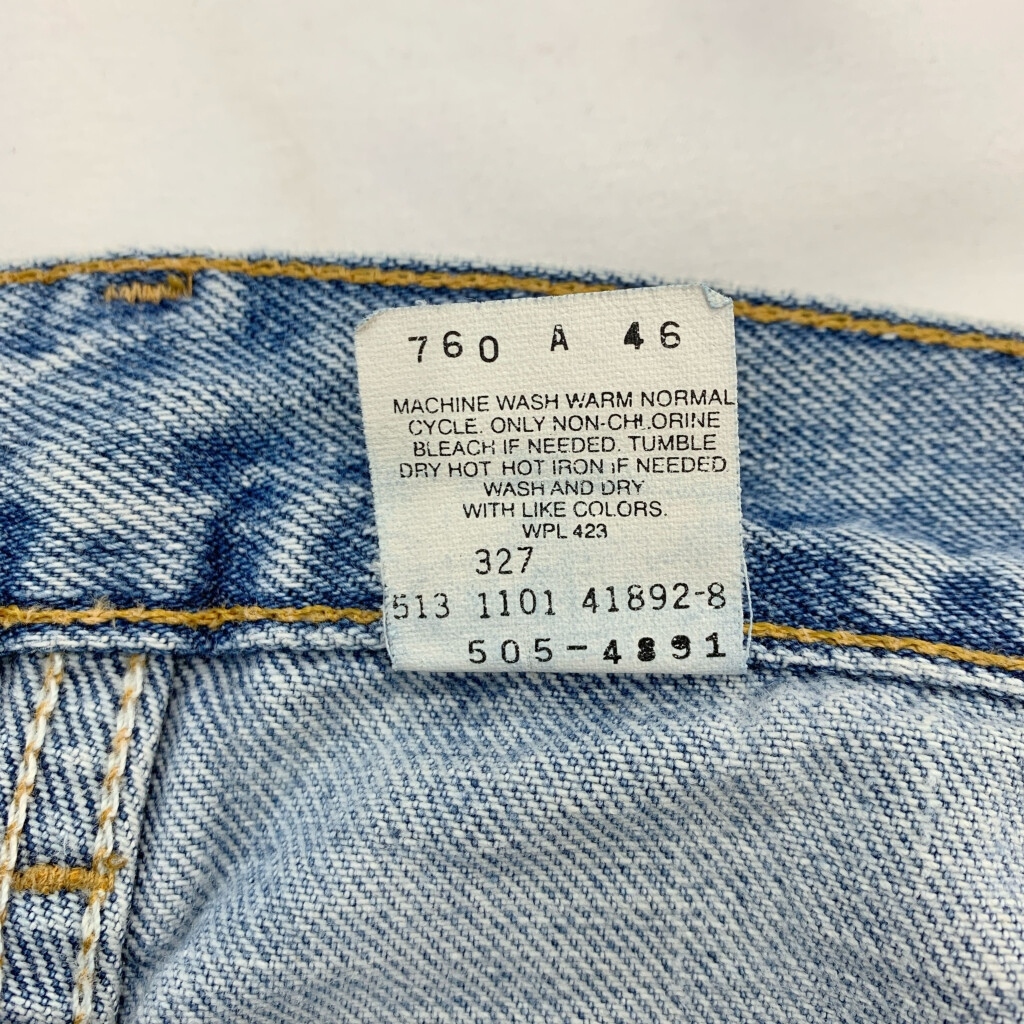 760 A 46
MACHINE WASH WARM NORMAL
CYCLE. ONLY NON-CHLORINE
BLEACH IF NEEDED. TUMBLE
DRY HOT. HOT IRON IF NEEDED
WASH AND DRY
WITH LIKE COLORS.
WPL 423
327
513 1101 41892-8
505-4891